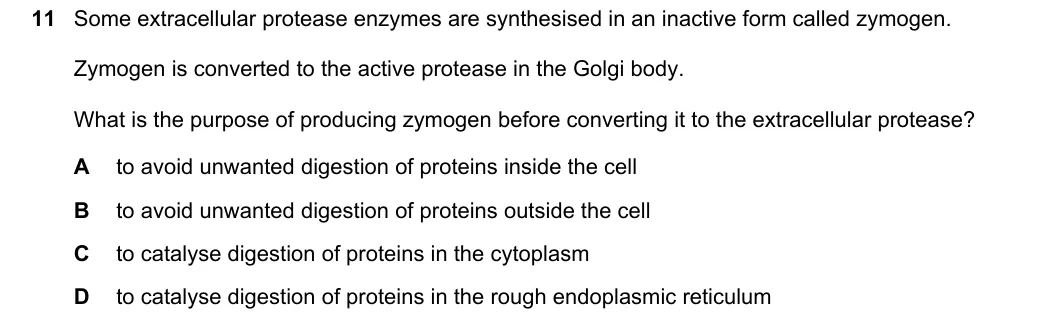 11 Some extracellular protease enzymes are synthesised in an inactive form called zymogen.
Zymogen is converted to the active protease in the Golgi body.
What is the purpose of producing zymogen before converting it to the extracellular protease?
A to avoid unwanted digestion of proteins inside the cell
B to avoid unwanted digestion of proteins outside the cell
C to catalyse digestion of proteins in the cytoplasm
D to catalyse digestion of proteins in the rough endoplasmic reticulum